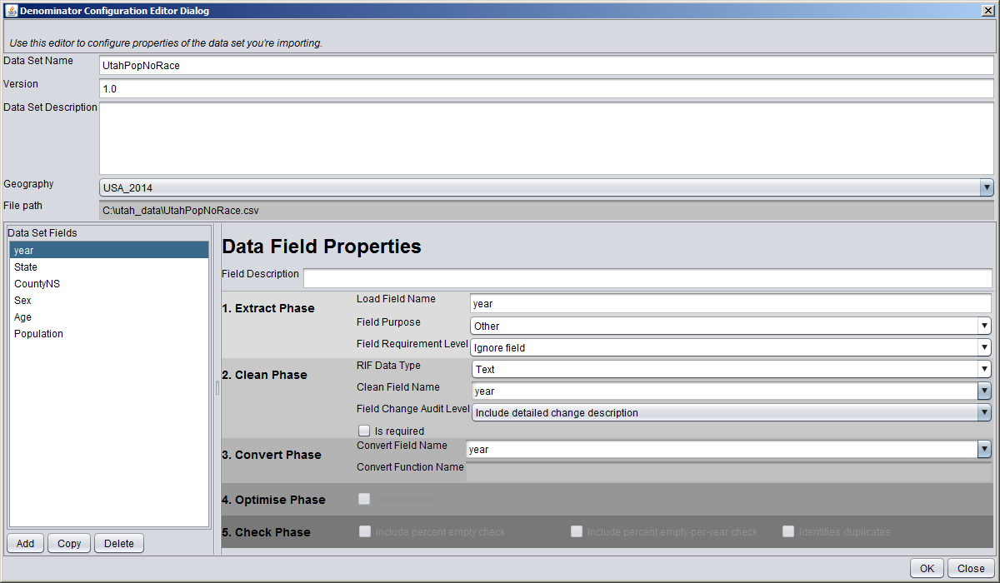 Denominator Configuration Editor Dialog
Use this editor to configure properties of the data set you're importing.
Data Set Name UtahPopNoRace
Version 1.0
Data Set Description
Geography USA_2014
File path C:\utah_data\UtahPopNoRace.csv
Data Set Fields
year
State
CountyNS
Sex
Age
Population
Add Copy Delete
Data Field Properties
Field Description
1. Extract Phase
Load Field Name year
Field Purpose Other
Field Requirement Level Ignore field
2. Clean Phase
RIF Data Type Text
Clean Field Name year
Field Change Audit Level Include detailed change description
Is required
3. Convert Phase
Convert Field Name year
Convert Function Name
4. Optimise Phase
5. Check Phase
Include percent empty check Include percent empty-per-year check Identifies duplicates
OK Close